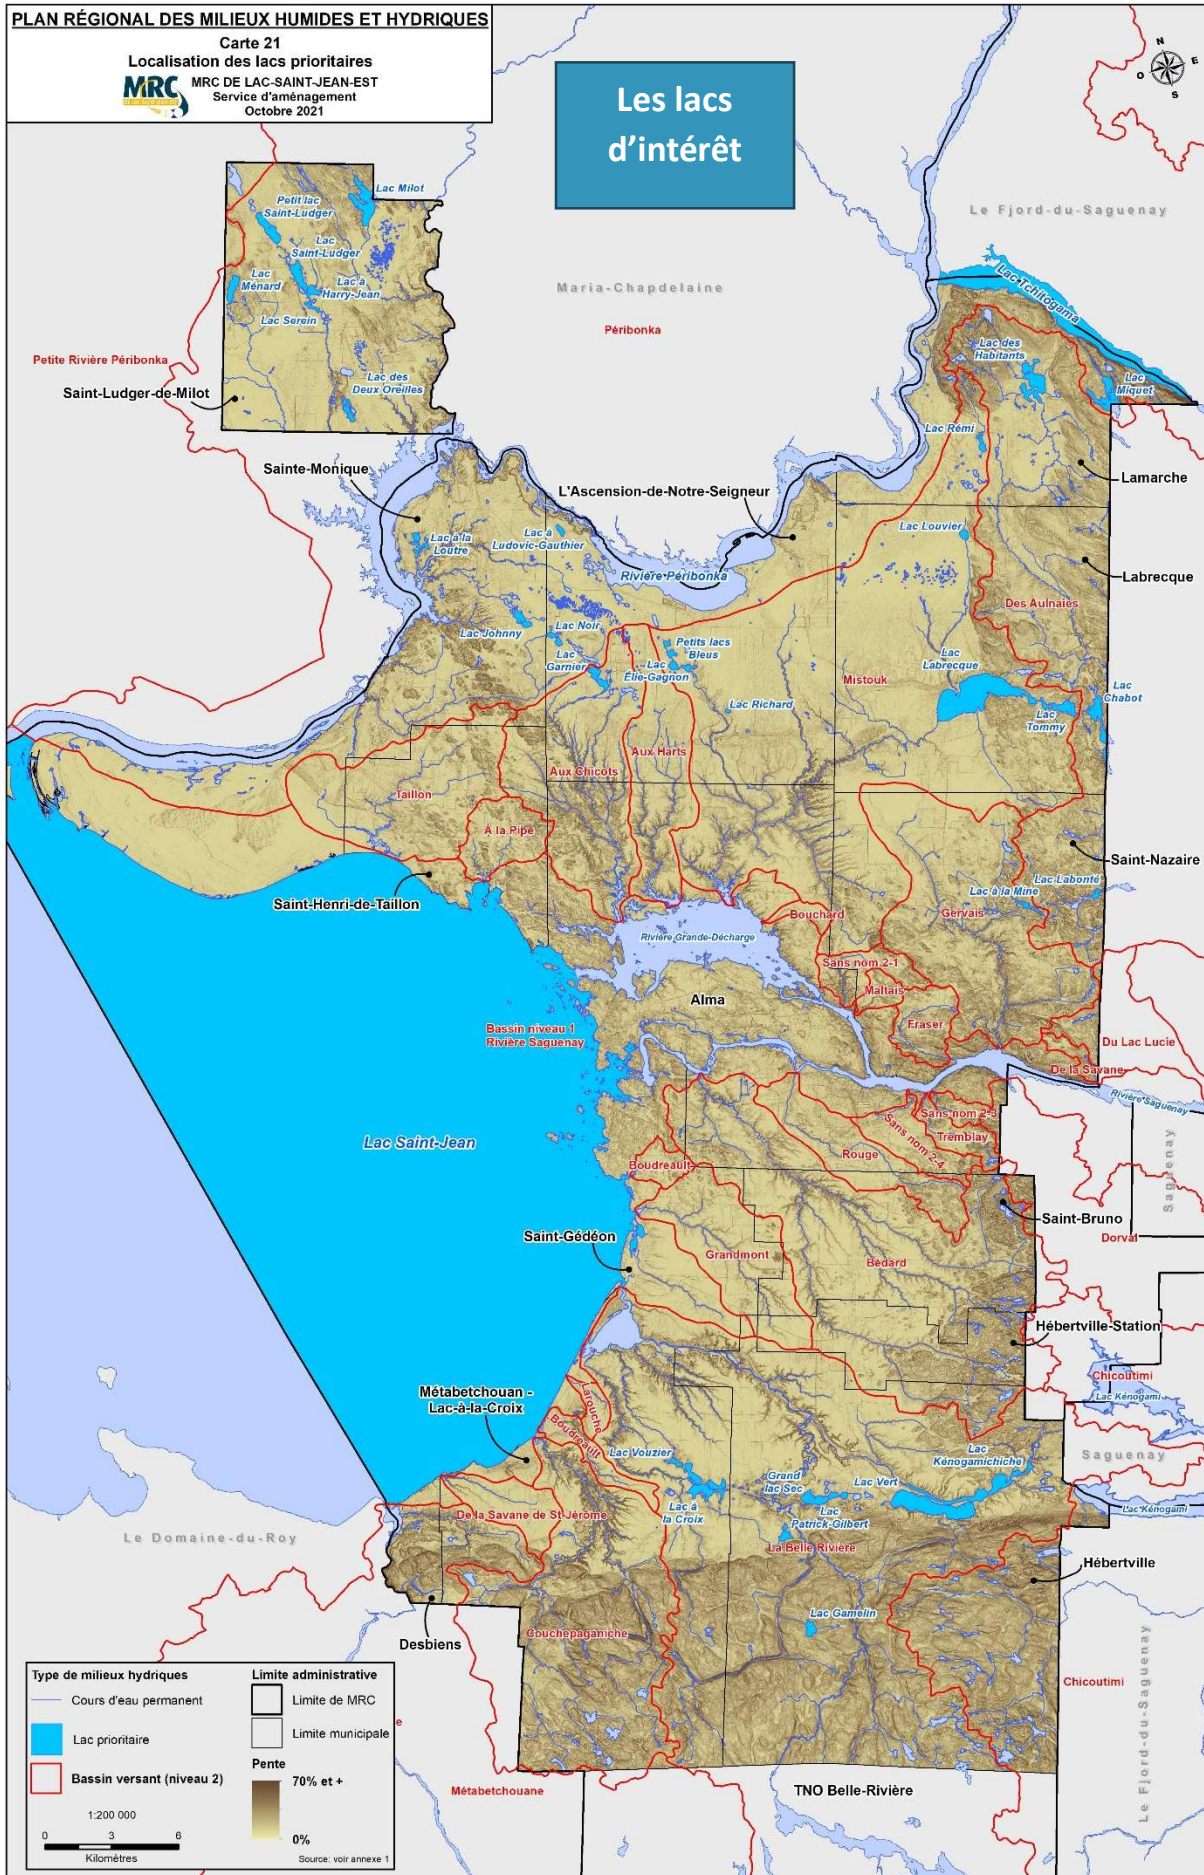 PLAN RÉGIONAL DES MILIEUX HUMIDES ET HYDRIQUES
Carte 21
Localisation des lacs prioritaires
MRC
MRC DE LAC-SAINT-JEAN-EST
Service d'aménagement
Octobre 2021
Les lacs
d'intérêt
N
E
S
O
Lac Milot
Petit lac
Saint-Ludger
Lac
Saint-Ludger
Lac
Ménard
Lac à
Harry-Jean
Lac Serein
Lac des
Deux Oreilles
Petite Rivière Péribonka
Saint-Ludger-de-Milot
Maria-Chapdelaine
Péribonka
Le Fjord-du-Saguenay
Lac Tchitogama
Lac des
Habitants
Lac
Miquet
Lac Rémi
Lamarche
Sainte-Monique
L'Ascension-de-Notre-Seigneur
Lac à la
Loutre
Lac à
Ludovic-Gauthier
Rivière Péribonka
Lac Louvier
Labrecque
Des Aulnaies
Lac Johnny
Lac Noir
Lac
Garnier
Petits lacs
Bleus
Lac
Élie-Gagnon
Lac
Labrecque
Mistouk
Lac
Chabot
Lac Richard
Lac
Tommy
Aux Harts
Aux Chicots
Taillon
À la Pipe
Saint-Nazaire
Lac Labonté
Lac à la Mine
Saint-Henri-de-Taillon
Bouchard
Gervais
Rivière Grande-Décharge
Sans nom 2-1
Maltais
Alma
Fraser
Bassin niveau 1
Rivière Saguenay
Du Lac Lucie
De la Savane
Rivière Saguenay
Sans nom 2-3
Tremblay
Sans nom 2-4
Rouge
Lac Saint-Jean
Boudreault
Saguenay
Saint-Bruno
Dorval
Saint-Gédéon
Grandmont
Bédard
Hébertville-Station
Chicoutimi
Lac Kénogami
Métabetchouan -
Lac-à-la-Croix
Larouche
Boudreault
Lac Vouzier
Lac
Kénogamichiche
Saguenay
Grand
lac Sec
Lac Vert
Lac à
la Croix
Lac
Patrick-Gilbert
Lac Kénogami
De la Savane de St-Jérôme
La Belle Rivière
Le Domaine-du-Roy
Hébertville
Lac Gamelin
Desbiens
Couchepaganiche
Chicoutimi
Le Fjord-du-Saguenay
Métabetchouane
TNO Belle-Rivière
Type de milieux hydriques
Cours d'eau permanent
Lac prioritaire
Bassin versant (niveau 2)
1:200 000
0 3 6
Kilomètres
Limite administrative
Limite de MRC
Limite municipale
Pente
70% et +
0%
Source: voir annexe 1
e